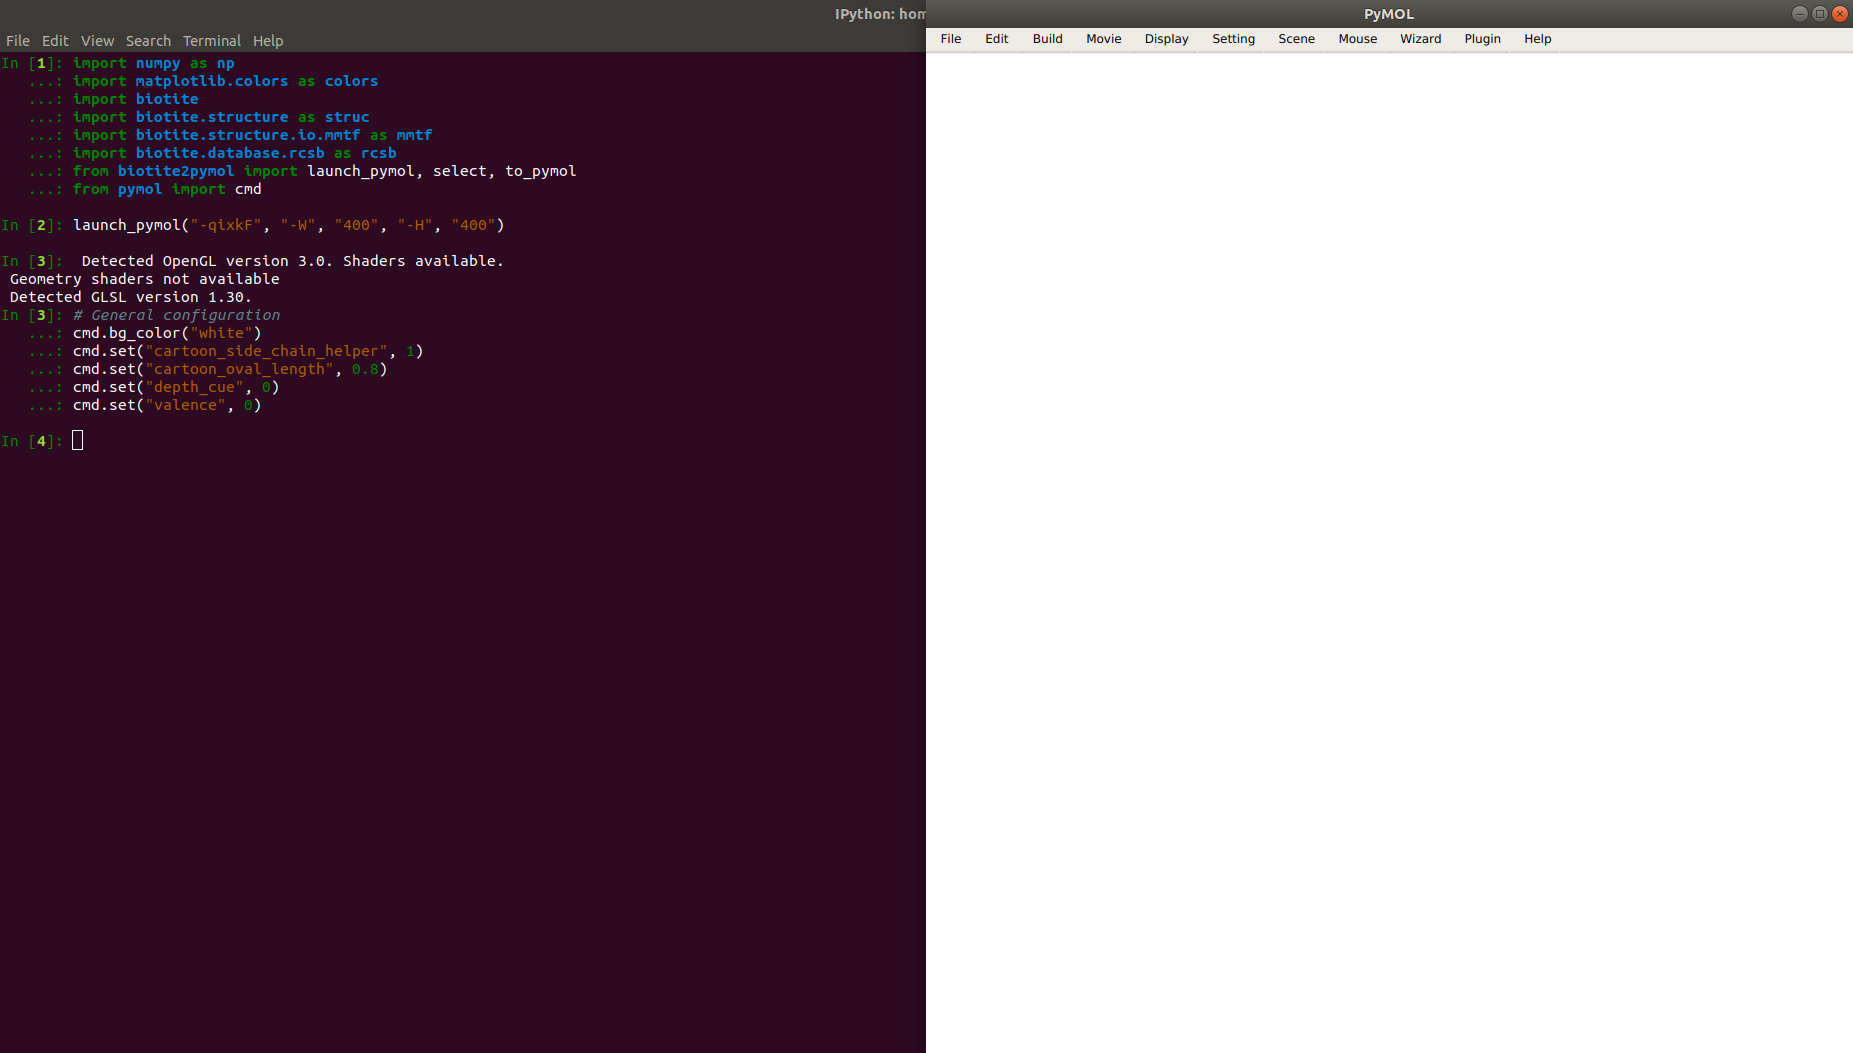 IPython: hom
File Edit View Search Terminal Help
In [1]: import numpy as np
...: import matplotlib.colors as colors
...: import biotite
...: import biotite.structure as struc
...: import biotite.structure.io.mmtf as mmtf
...: import biotite.database.rcsb as rcsb
...: from biotite2pymol import launch_pymol, select, to_pymol
...: from pymol import cmd
In [2]: launch_pymol("-qixkF", "-W", "400", "-H", "400")
In [3]:  Detected OpenGL version 3.0. Shaders available.
Geometry shaders not available
Detected GLSL version 1.30.
In [3]: # General configuration
...: cmd.bg_color("white")
...: cmd.set("cartoon_side_chain_helper", 1)
...: cmd.set("cartoon_oval_length", 0.8)
...: cmd.set("depth_cue", 0)
...: cmd.set("valence", 0)
In [4]:
PyMOL
File Edit Build Movie Display Setting Scene Mouse Wizard Plugin Help